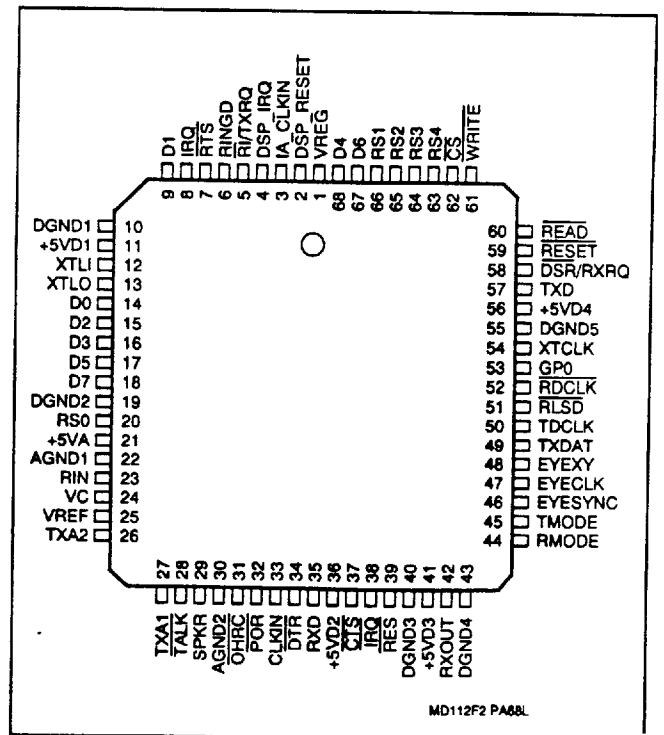 D1 IRQ RTS RINGD RI/TXRQ DSP_IRQ IA_CLKIN DSP_RESET VREG D4 D6 RS1 RS2 RS3 RS4 CS WRITE
9 8 7 6 5 4 3 2 1 68 67 66 65 64 63 62 61
DGND1 10
+5VD1 11
XTLI 12
XTLO 13
D0 14
D2 15
D3 16
D5 17
D7 18
DGND2 19
RS0 20
+5VA 21
AGND1 22
RIN 23
VC 24
VREF 25
TXA2 26
60 READ
59 RESET
58 DSR/RXRQ
57 TXD
56 +5VD4
55 DGND5
54 XTCLK
53 GP0
52 RDCLK
51 RLSD
50 TDCLK
49 TXDAT
48 EYEXY
47 EYECLK
46 EYESYNC
45 TMODE
44 RMODE
27 28 29 30 31 32 33 34 35 36 37 38 39 40 41 42 43
TXA1 TALK SPKR AGND2 OHRC POR CLKIN DTR RXD +5VD2 CTS IRQ RES DGND3 +5VD3 RXOUT DGND4
MD112F2 PA68L